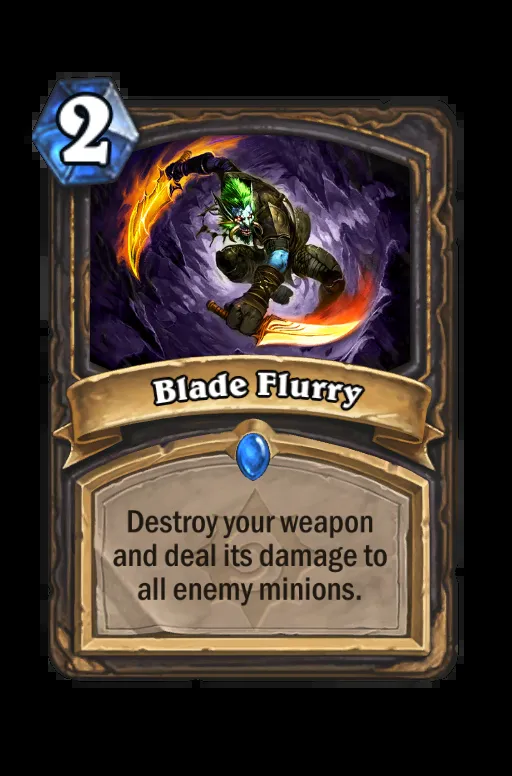 2
Blade Flurry
Destroy your weapon
and deal its damage to
all enemy minions.